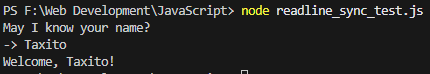 PS F:\Web Development\JavaScript> node readline_sync_test.js
May I know your name?
-> Taxito
Welcome, Taxito!